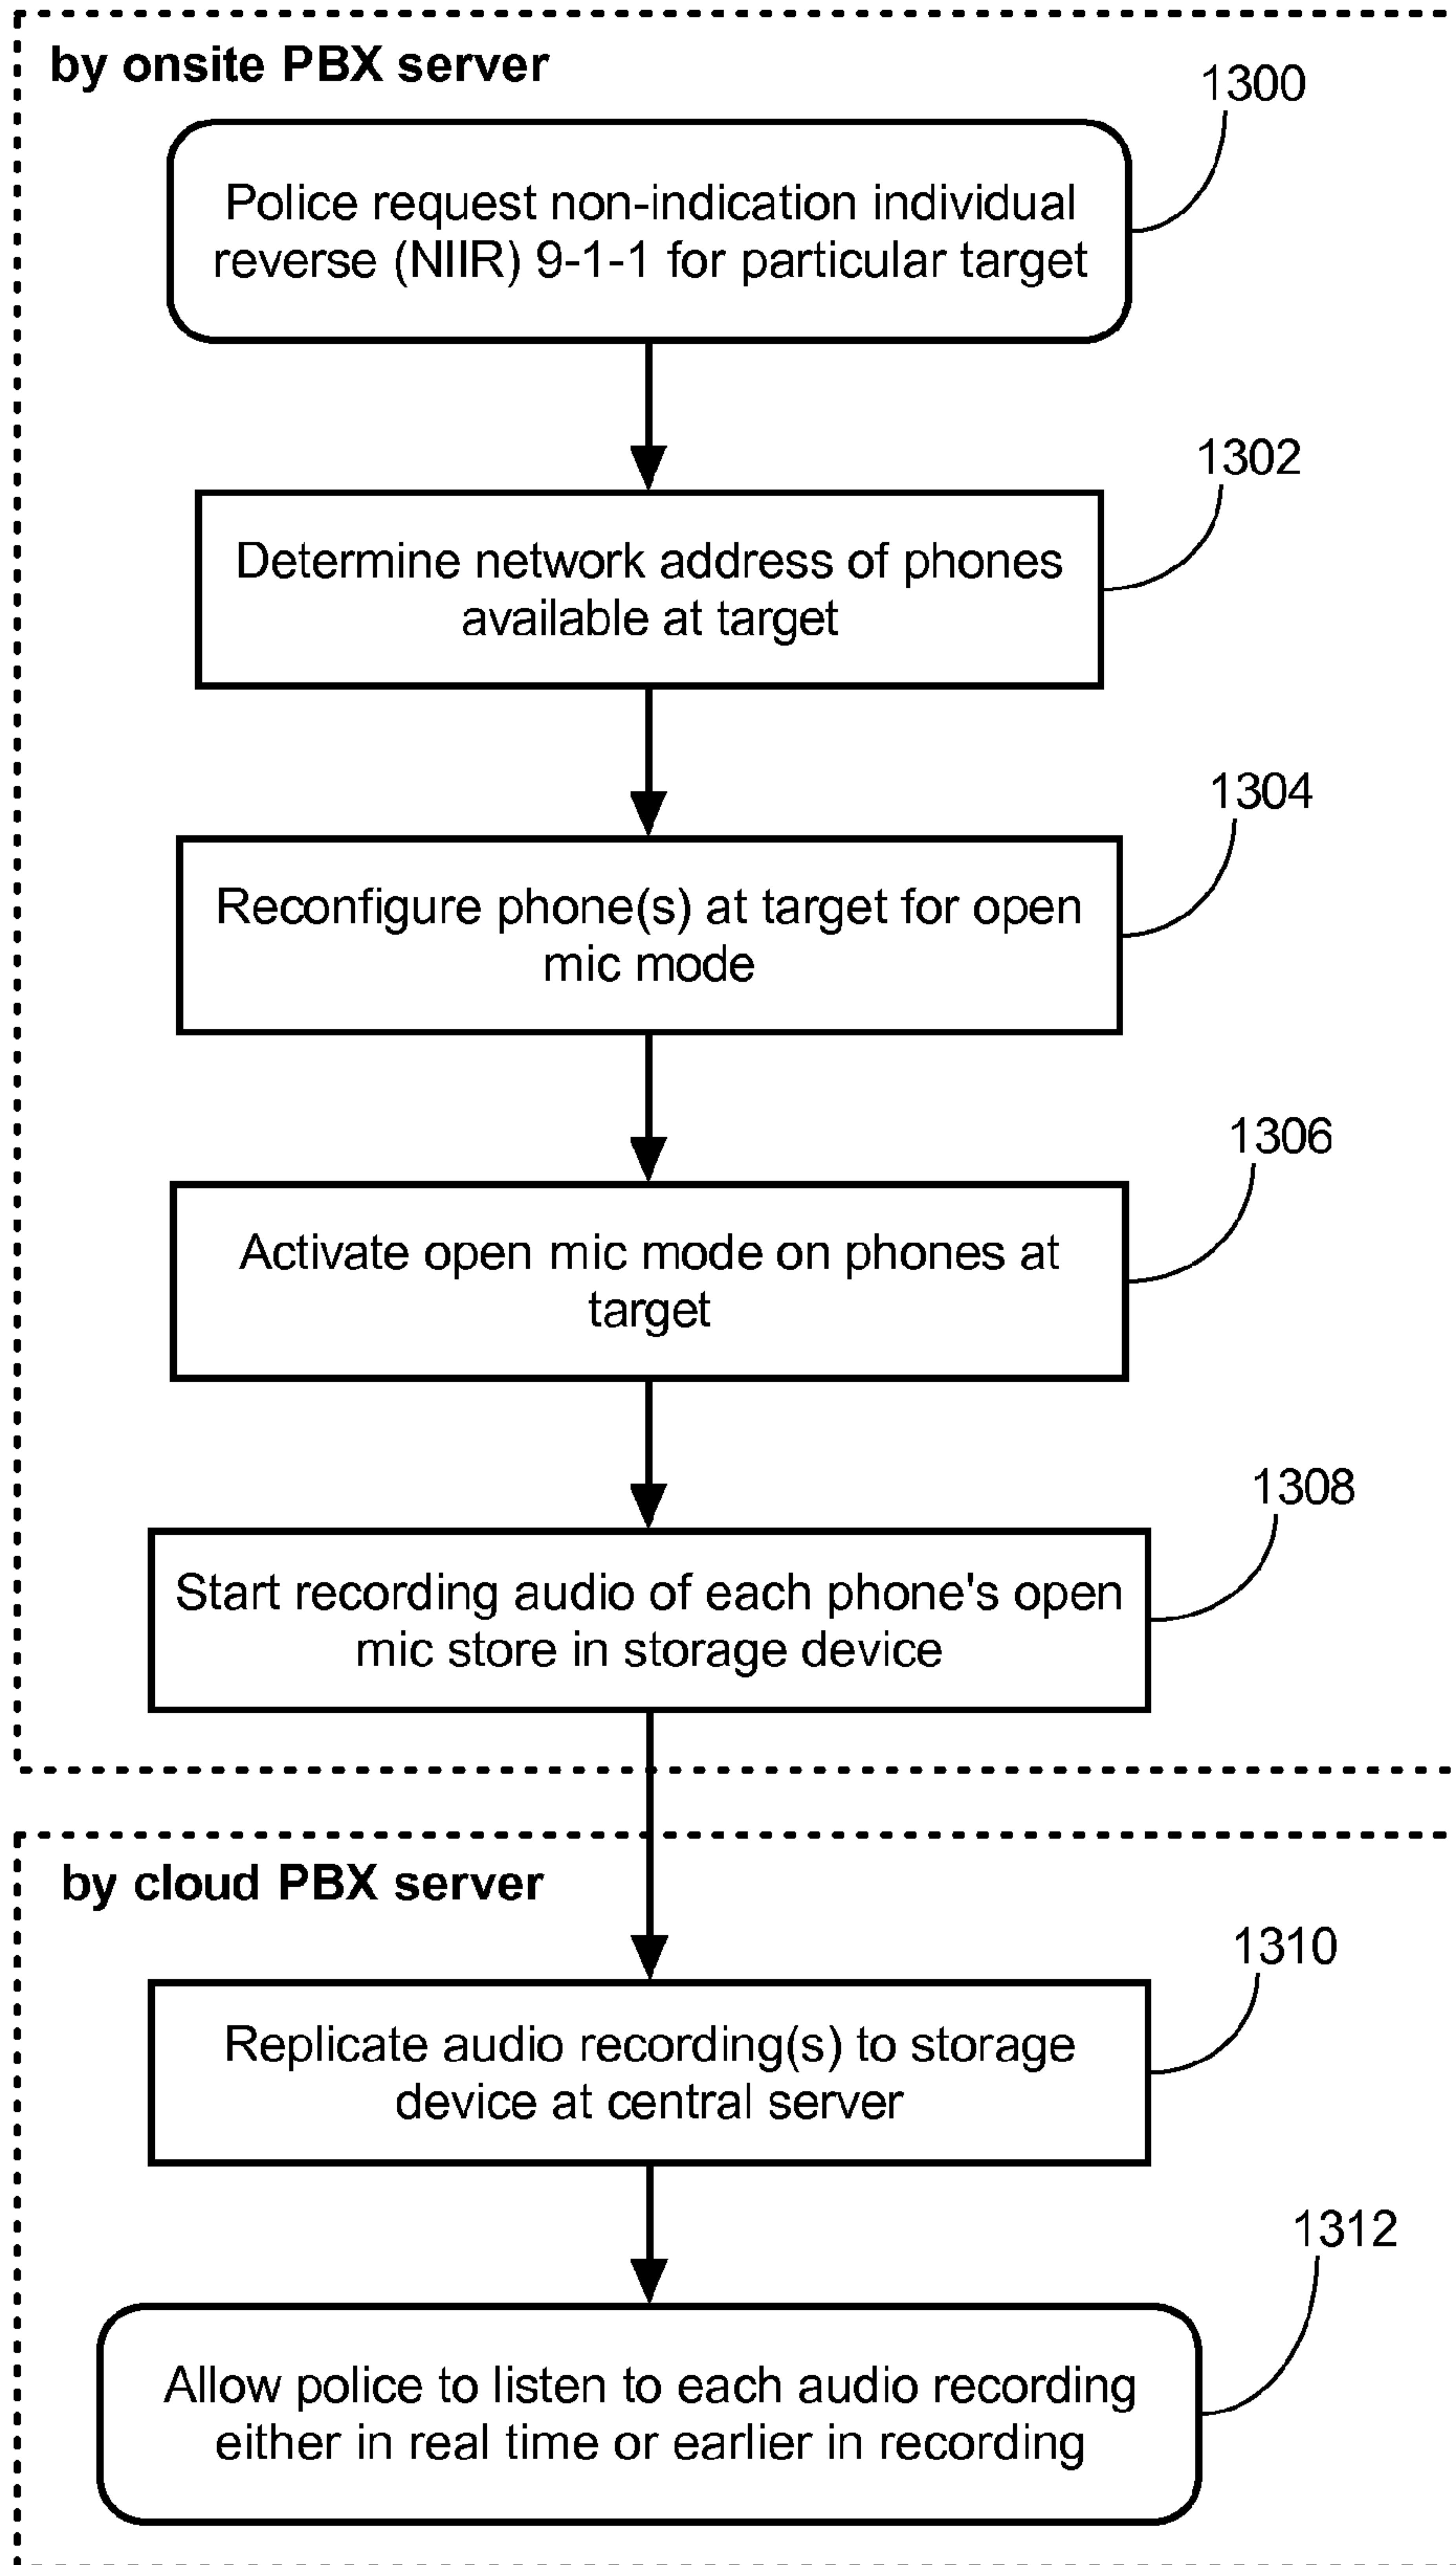 by onsite PBX server
1300
Police request non-indication individual
reverse (NIIR) 9-1-1 for particular target
1302
Determine network address of phones
available at target
1304
Reconfigure phone(s) at target for open
mic mode
1306
Activate open mic mode on phones at
target
1308
Start recording audio of each phone's open
mic store in storage device
by cloud PBX server
1310
Replicate audio recording(s) to storage
device at central server
1312
Allow police to listen to each audio recording
either in real time or earlier in recording